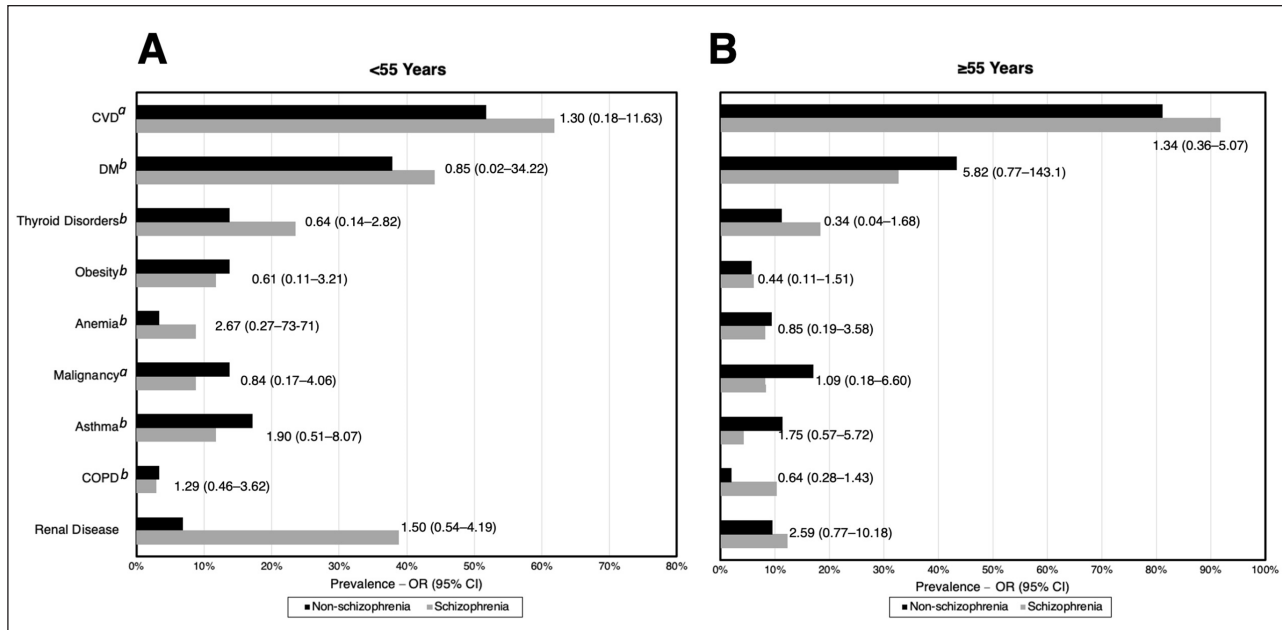 A
<55 Years
CVDa
1.30 (0.18–11.63)
DMb
0.85 (0.02–34.22)
Thyroid Disordersb
0.64 (0.14–2.82)
Obesityb
0.61 (0.11–3.21)
Anemiab
2.67 (0.27–73-71)
Malignancya
0.84 (0.17–4.06)
Asthmab
1.90 (0.51–8.07)
COPDb
1.29 (0.46–3.62)
Renal Disease
1.50 (0.54–4.19)
0% 10% 20% 30% 40% 50% 60% 70% 80%
Prevalence – OR (95% CI)
Non-schizophrenia Schizophrenia
B
≥55 Years
1.34 (0.36–5.07)
5.82 (0.77–143.1)
0.34 (0.04–1.68)
0.44 (0.11–1.51)
0.85 (0.19–3.58)
1.09 (0.18–6.60)
1.75 (0.57–5.72)
0.64 (0.28–1.43)
2.59 (0.77–10.18)
0% 10% 20% 30% 40% 50% 60% 70% 80% 90% 100%
Prevalence – OR (95% CI)
Non-schizophrenia Schizophrenia